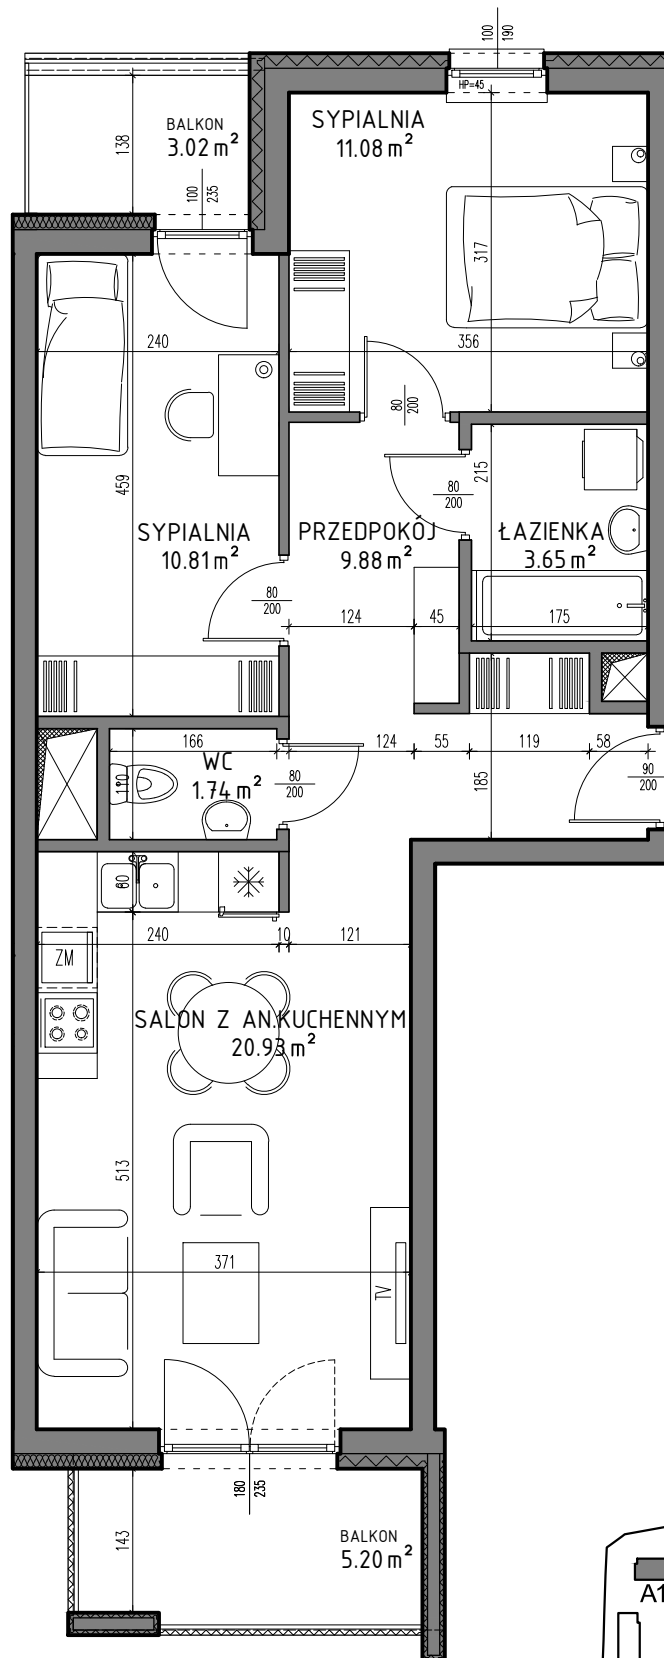 100
190
HP=45
SYPIALNIA
11.08 m²
BALKON
3.02 m²
138
100
235
317
240
356
80
200
459
215
80
200
SYPIALNIA
10.81 m²
PRZEDPOKÓJ
9.88 m²
ŁAZIENKA
3.65 m²
80
200
124
45
175
166
124
55
119
58
WC
1.74 m²
110
80
200
185
90
200
60
240
10
121
ZM
SALON Z AN.KUCHENNYM
20.93 m²
513
371
TV
180
235
143
BALKON
5.20 m²
A1